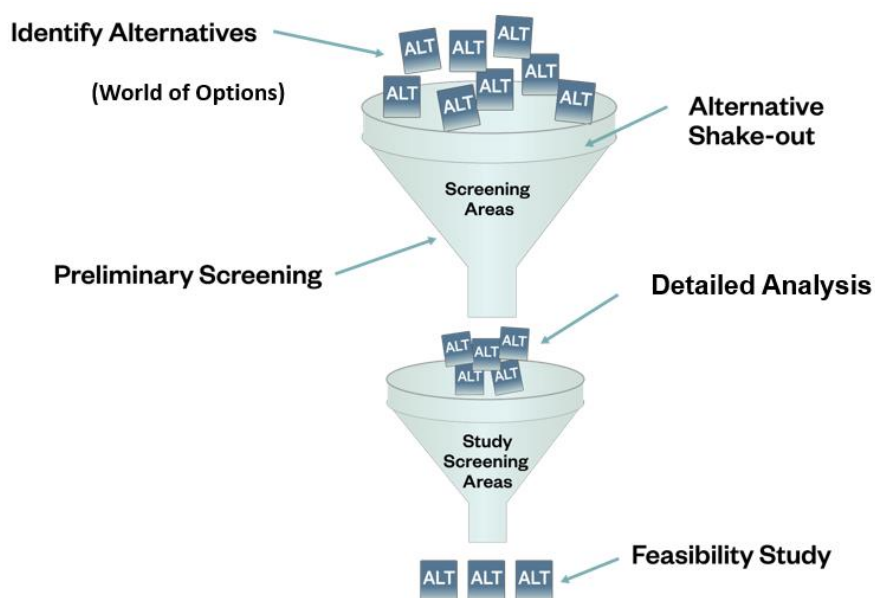 Identify Alternatives
(World of Options)
ALT
ALT
ALT
ALT
ALT
ALT
ALT
ALT
Alternative
Shake-out
Screening
Areas
Preliminary Screening
Detailed Analysis
ALT
ALT
ALT
ALT
ALT
Study
Screening
Areas
ALT
ALT
ALT
Feasibility Study